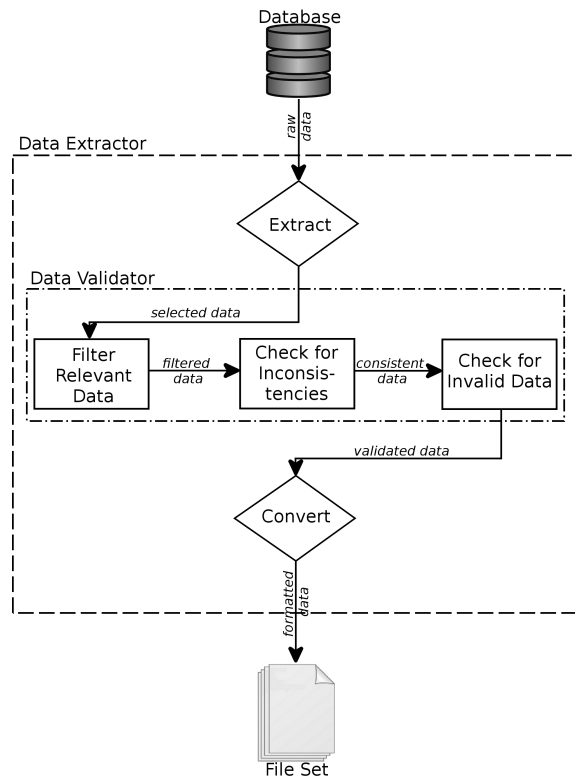 Database
raw
data
Data Extractor
Extract
Data Validator
selected data
Filter
Relevant
Data
filtered
data
Check for
Inconsis-
tencies
consistent
data
Check for
Invalid Data
validated data
Convert
formatted
data
File Set